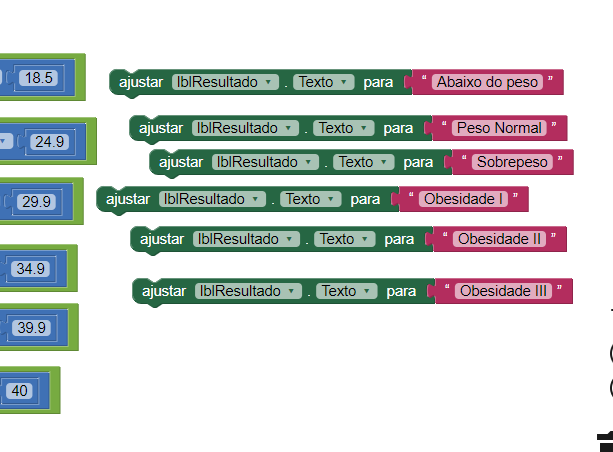 18.5 ajustar lblResultado . Texto para “ Abaixo do peso ”
24.9 ajustar lblResultado . Texto para “ Peso Normal ”
ajustar lblResultado . Texto para “ Sobrepeso ”
29.9 ajustar lblResultado . Texto para “ Obesidade I ”
ajustar lblResultado . Texto para “ Obesidade II ”
34.9
ajustar lblResultado . Texto para “ Obesidade III ”
39.9
40